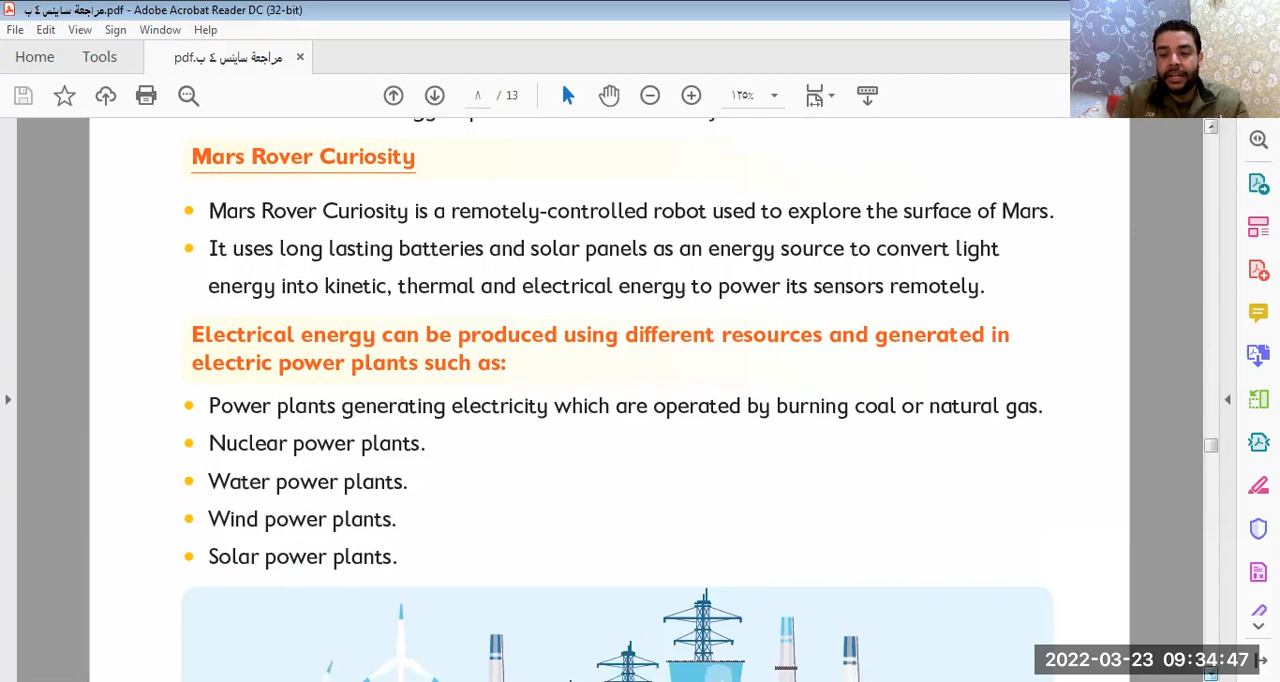 مراجعة ساينس ٤ ب.pdf - Adobe Acrobat Reader DC (32-bit)
File Edit View Sign Window Help
Home Tools مراجعة ساينس ٤ ب.pdf ×
٨ / 13 ١٢٥%
Mars Rover Curiosity
• Mars Rover Curiosity is a remotely-controlled robot used to explore the surface of Mars.
• It uses long lasting batteries and solar panels as an energy source to convert light
energy into kinetic, thermal and electrical energy to power its sensors remotely.
Electrical energy can be produced using different resources and generated in
electric power plants such as:
• Power plants generating electricity which are operated by burning coal or natural gas.
• Nuclear power plants.
• Water power plants.
• Wind power plants.
• Solar power plants.
2022-03-23 09:34:47